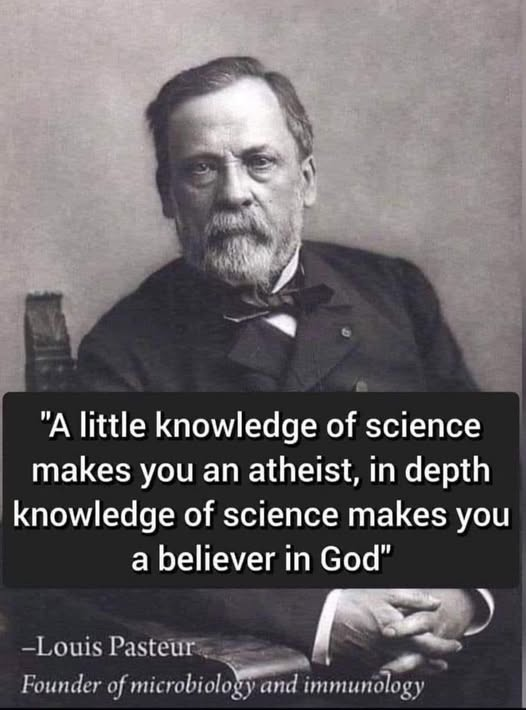 "A little knowledge of science
makes you an atheist, in depth
knowledge of science makes you
a believer in God"
–Louis Pasteur
Founder of microbiology and immunology